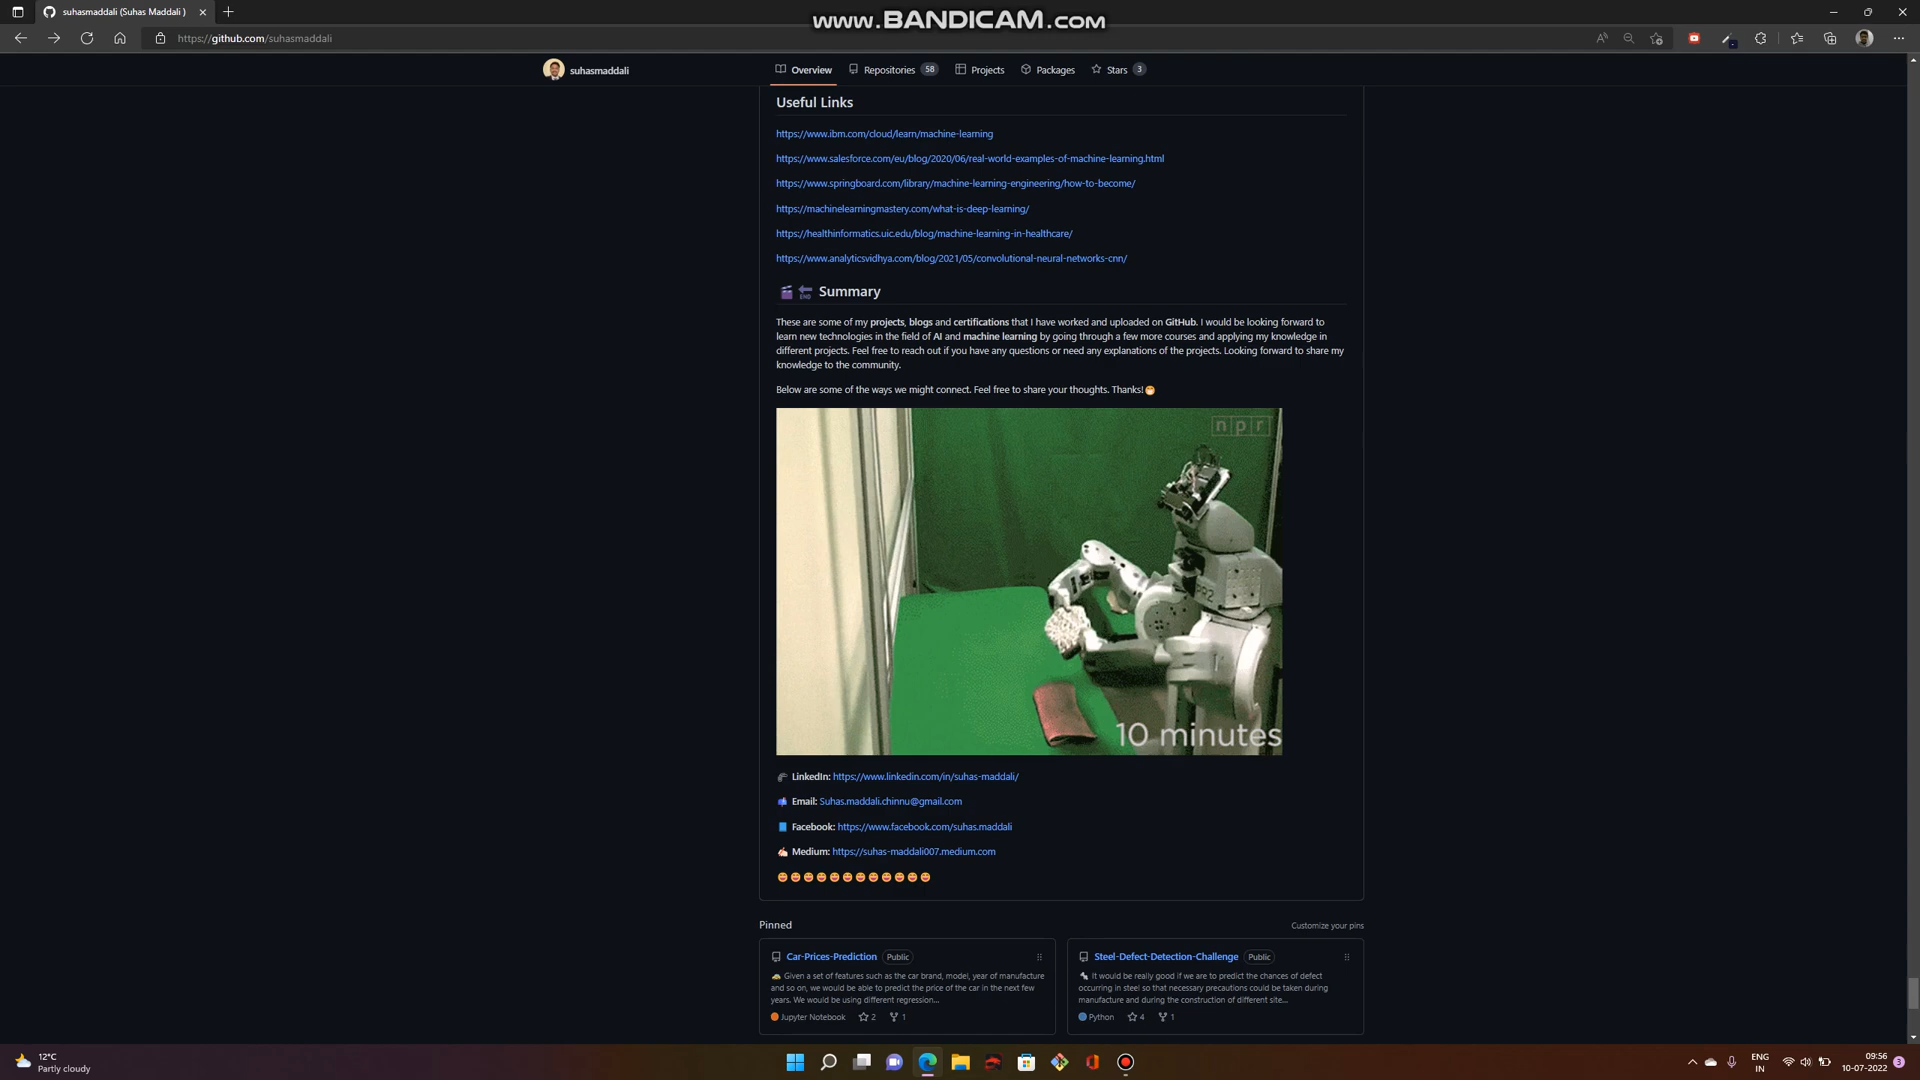 suhasmaddali (Suhas Maddali )
www.BANDICAM.com
https://github.com/suhasmaddali
suhasmaddali
Overview
Repositories 58
Projects
Packages
Stars 3
Useful Links
https://www.ibm.com/cloud/learn/machine-learning
https://www.salesforce.com/eu/blog/2020/06/real-world-examples-of-machine-learning.html
https://www.springboard.com/library/machine-learning-engineering/how-to-become/
https://machinelearningmastery.com/what-is-deep-learning/
https://healthinformatics.uic.edu/blog/machine-learning-in-healthcare/
https://www.analyticsvidhya.com/blog/2021/05/convolutional-neural-networks-cnn/
Summary
These are some of my projects, blogs and certifications that I have worked and uploaded on GitHub. I would be looking forward to
learn new technologies in the field of AI and machine learning by going through a few more courses and applying my knowledge in
different projects. Feel free to reach out if you have any questions or need any explanations of the projects. Looking forward to share my
knowledge to the community.
Below are some of the ways we might connect. Feel free to share your thoughts. Thanks!
npr
PR2
10 minutes
LinkedIn: https://www.linkedin.com/in/suhas-maddali/
Email: Suhas.maddali.chinnu@gmail.com
Facebook: https://www.facebook.com/suhas.maddali
Medium: https://suhas-maddali007.medium.com
Pinned
Customize your pins
Car-Prices-Prediction Public
Given a set of features such as the car brand, model, year of manufacture
and so on, we would be able to predict the price of the car in the next few
years. We would be using different regression...
Jupyter Notebook 2 1
Steel-Defect-Detection-Challenge Public
It would be really good if we are to predict the chances of defect
occurring in steel so that necessary precautions could be taken during
manufacture and during the construction of different site...
Python 4 1
12°C
Partly cloudy
ENG
IN
09:56
10-07-2022
3